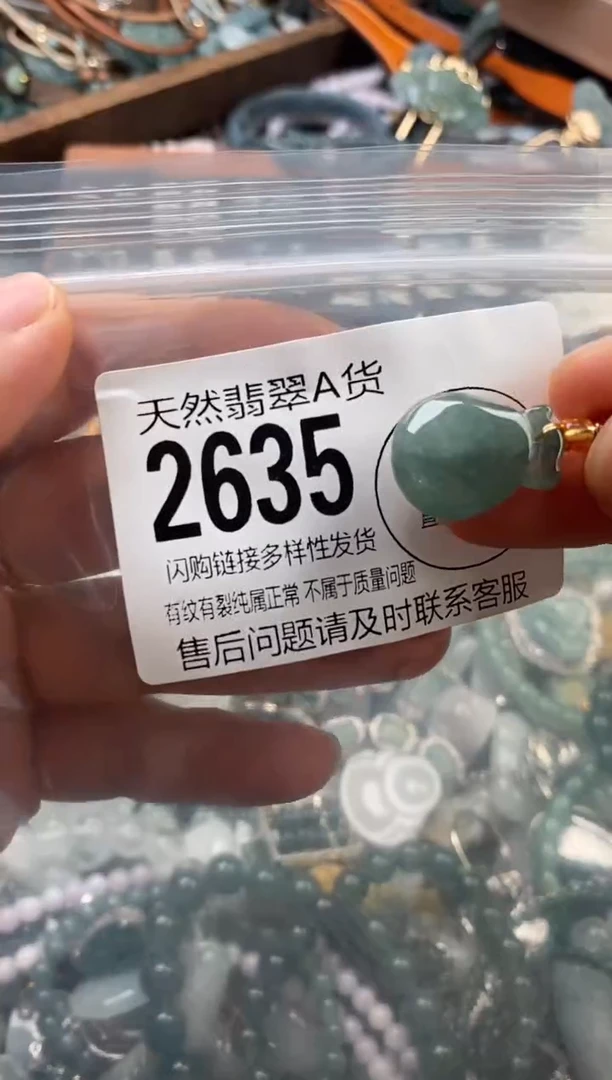 天然翡翠A货
2635
闪购链接多样性发货
有纹有裂纯属正常 不属于质量问题
售后问题请及时联系客服